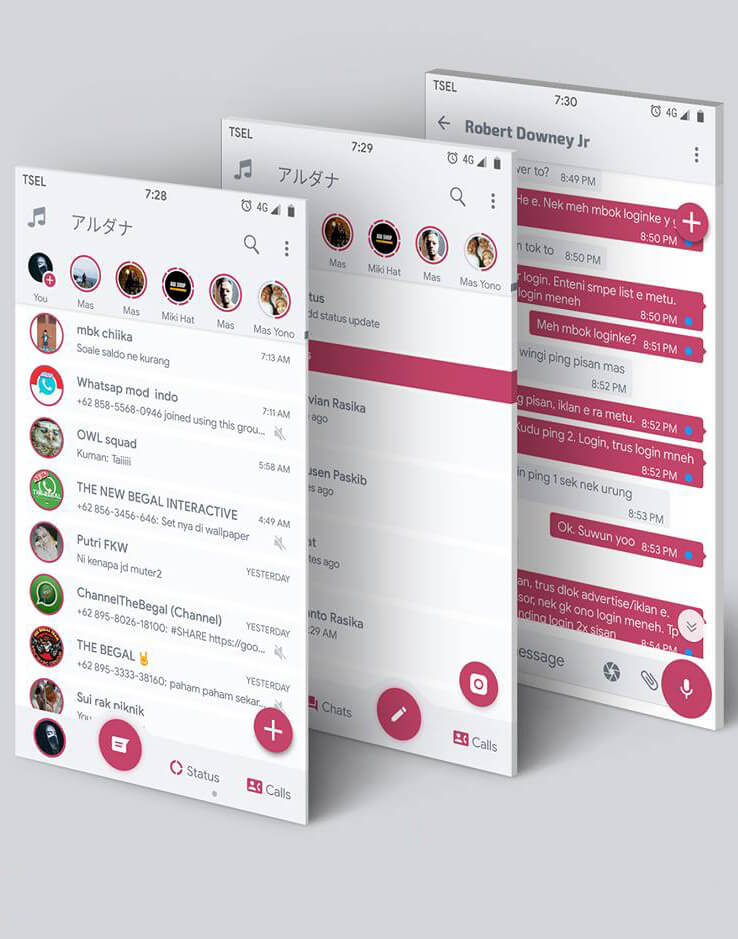 TSEL
7:28
4G
アルダナ
You
Mas
Mas
Miki Hat
Mas
Mas Yono
mbk chiika
Soale saldo ne kurang
7:13 AM
Whatsap mod indo
+62 858-5568-0946 joined using this grou...
7:11 AM
OWL squad
Kuman: Taiiiii
5:58 AM
THE NEW BEGAL INTERACTIVE
+62 856-3456-646: Set nya di wallpaper
4:49 AM
Putri FKW
Ni kenapa jd muter2
YESTERDAY
ChannelTheBegal (Channel)
+62 895-8026-18100: #SHARE https://goo...
YESTERDAY
THE BEGAL 🤘
+62 895-3333-38160: paham paham sekar...
YESTERDAY
Sui rak piknik
You
Status
Calls
TSEL
7:29
4G
アルダナ
Mas
Miki Hat
Mas
Mas Yono
tus
dd status update
s
vian Rasika
ago
usen Paskib
es ago
at
tes ago
anto Rasika
:29 AM
Chats
Calls
TSEL
7:30
4G
Robert Downey Jr
wer to?
8:49 PM
He e. Nek meh mbok loginke y
8:50 PM
n tok to
8:50 PM
r login. Enteni smpe list e metu.
login meneh
8:50 PM
Meh mbok loginke?
8:51 PM
wingi ping pisan mas
8:52 PM
g pisan, iklan e ra metu.
8:52 PM
Kudu ping 2. Login, trus login mneh
8:52 PM
in ping 1 sek nek urung
8:53 PM
Ok. Suwun yoo
8:53 PM
an, trus dlok advertise/iklan e.
sor, nek gk ono login meneh. Tp
nding login 2x sisan
8:54 PM
essage